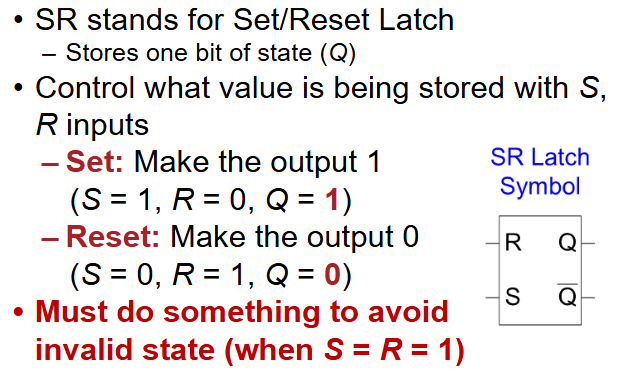 • SR stands for Set/Reset Latch
– Stores one bit of state (Q)
• Control what value is being stored with S,
R inputs
– Set: Make the output 1
(S = 1, R = 0, Q = 1)
– Reset: Make the output 0
(S = 0, R = 1, Q = 0)
• Must do something to avoid
invalid state (when S = R = 1)
SR Latch
Symbol
R Q
S Q̅